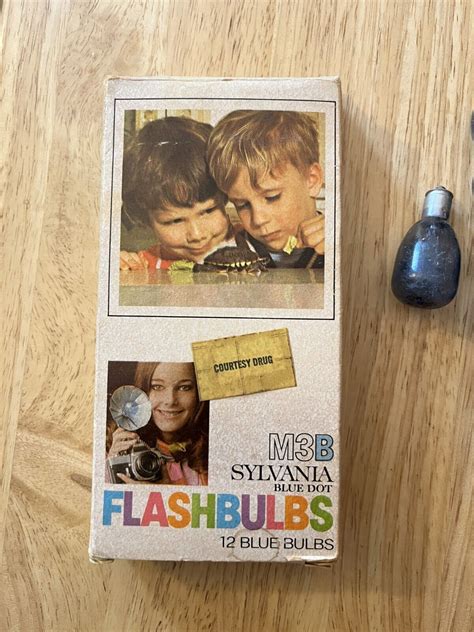 COURTESY DRUG
M3B
SYLVANIA
BLUE DOT
FLASHBULBS
12 BLUE BULBS